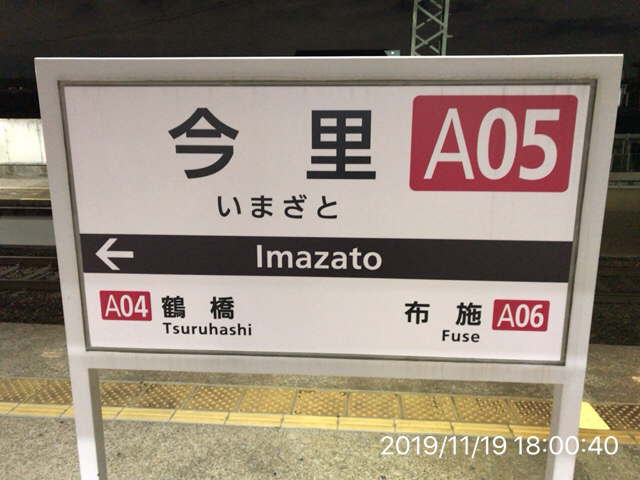 今里 A05
いまざと
← Imazato
A04 鶴橋 布施 A06
Tsuruhashi Fuse
2019/11/19 18:00:40